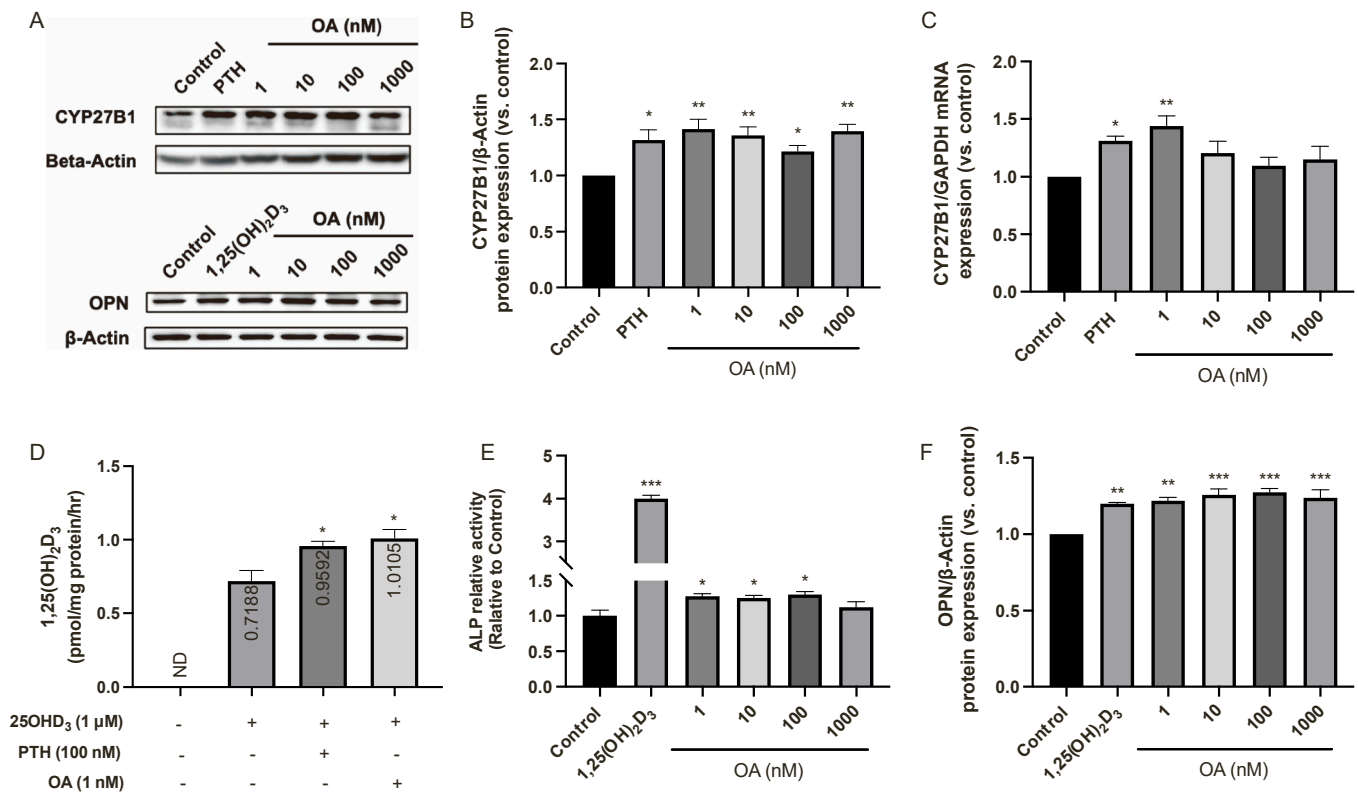 A
OA (nM)
Control PTH 1 10 100 1000
CYP27B1
Beta-Actin
OA (nM)
Control 1,25(OH)₂D₃ 1 10 100 1000
OPN
β-Actin
B
CYP27B1/β-Actin
protein expression (vs. control)
2.0
1.5
1.0
0.5
0.0
* ** ** * **
Control PTH 1 10 100 1000
OA (nM)
C
CYP27B1/GAPDH mRNA
expression (vs. control)
2.0
1.5
1.0
0.5
0.0
* **
Control PTH 1 10 100 1000
OA (nM)
D
1,25(OH)₂D₃
(pmol/mg protein/hr)
1.5
1.0
0.5
0.0
* *
ND 0.7188 0.9592 1.0105
25OHD₃ (1 µM) - + + +
PTH (100 nM) - - + -
OA (1 nM) - - - +
E
ALP relative activity
(Ralative to Control)
5
4
3
1.5
1.0
0.5
0.0
*** * * *
Control 1,25(OH)₂D₃ 1 10 100 1000
OA (nM)
F
OPN/β-Actin
protein expression (vs. control)
1.5
1.0
0.5
0.0
** ** *** *** ***
Control 1,25(OH)₂D₃ 1 10 100 1000
OA (nM)